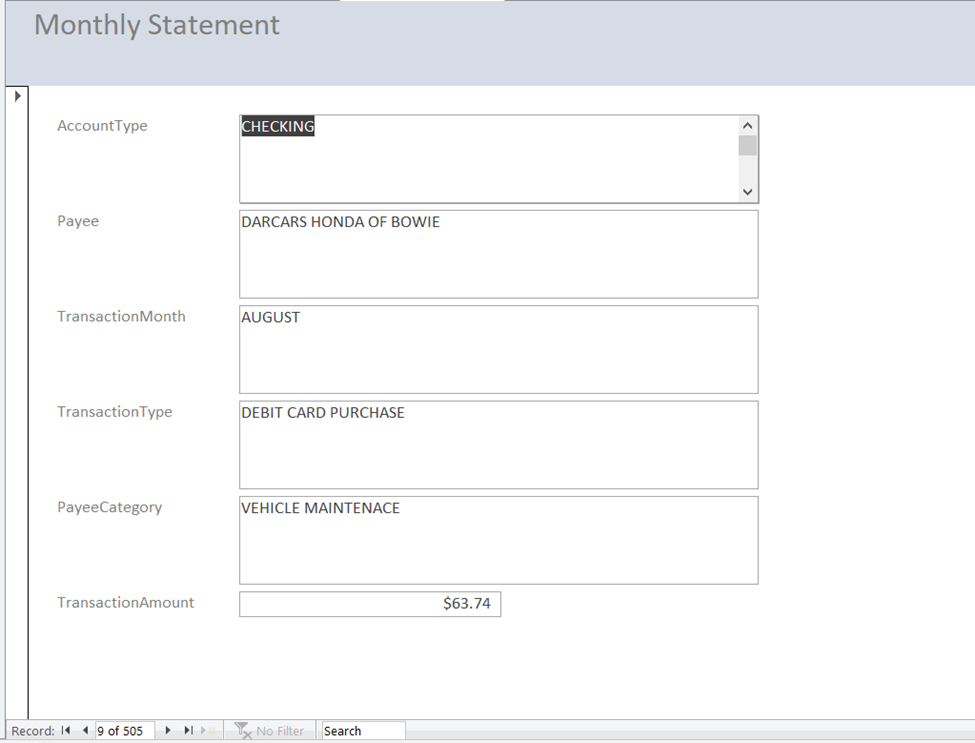 Monthly Statement
AccountType CHECKING
Payee DARCARS HONDA OF BOWIE
TransactionMonth AUGUST
TransactionType DEBIT CARD PURCHASE
PayeeCategory VEHICLE MAINTENACE
TransactionAmount $63.74
Record: 9 of 505 No Filter Search